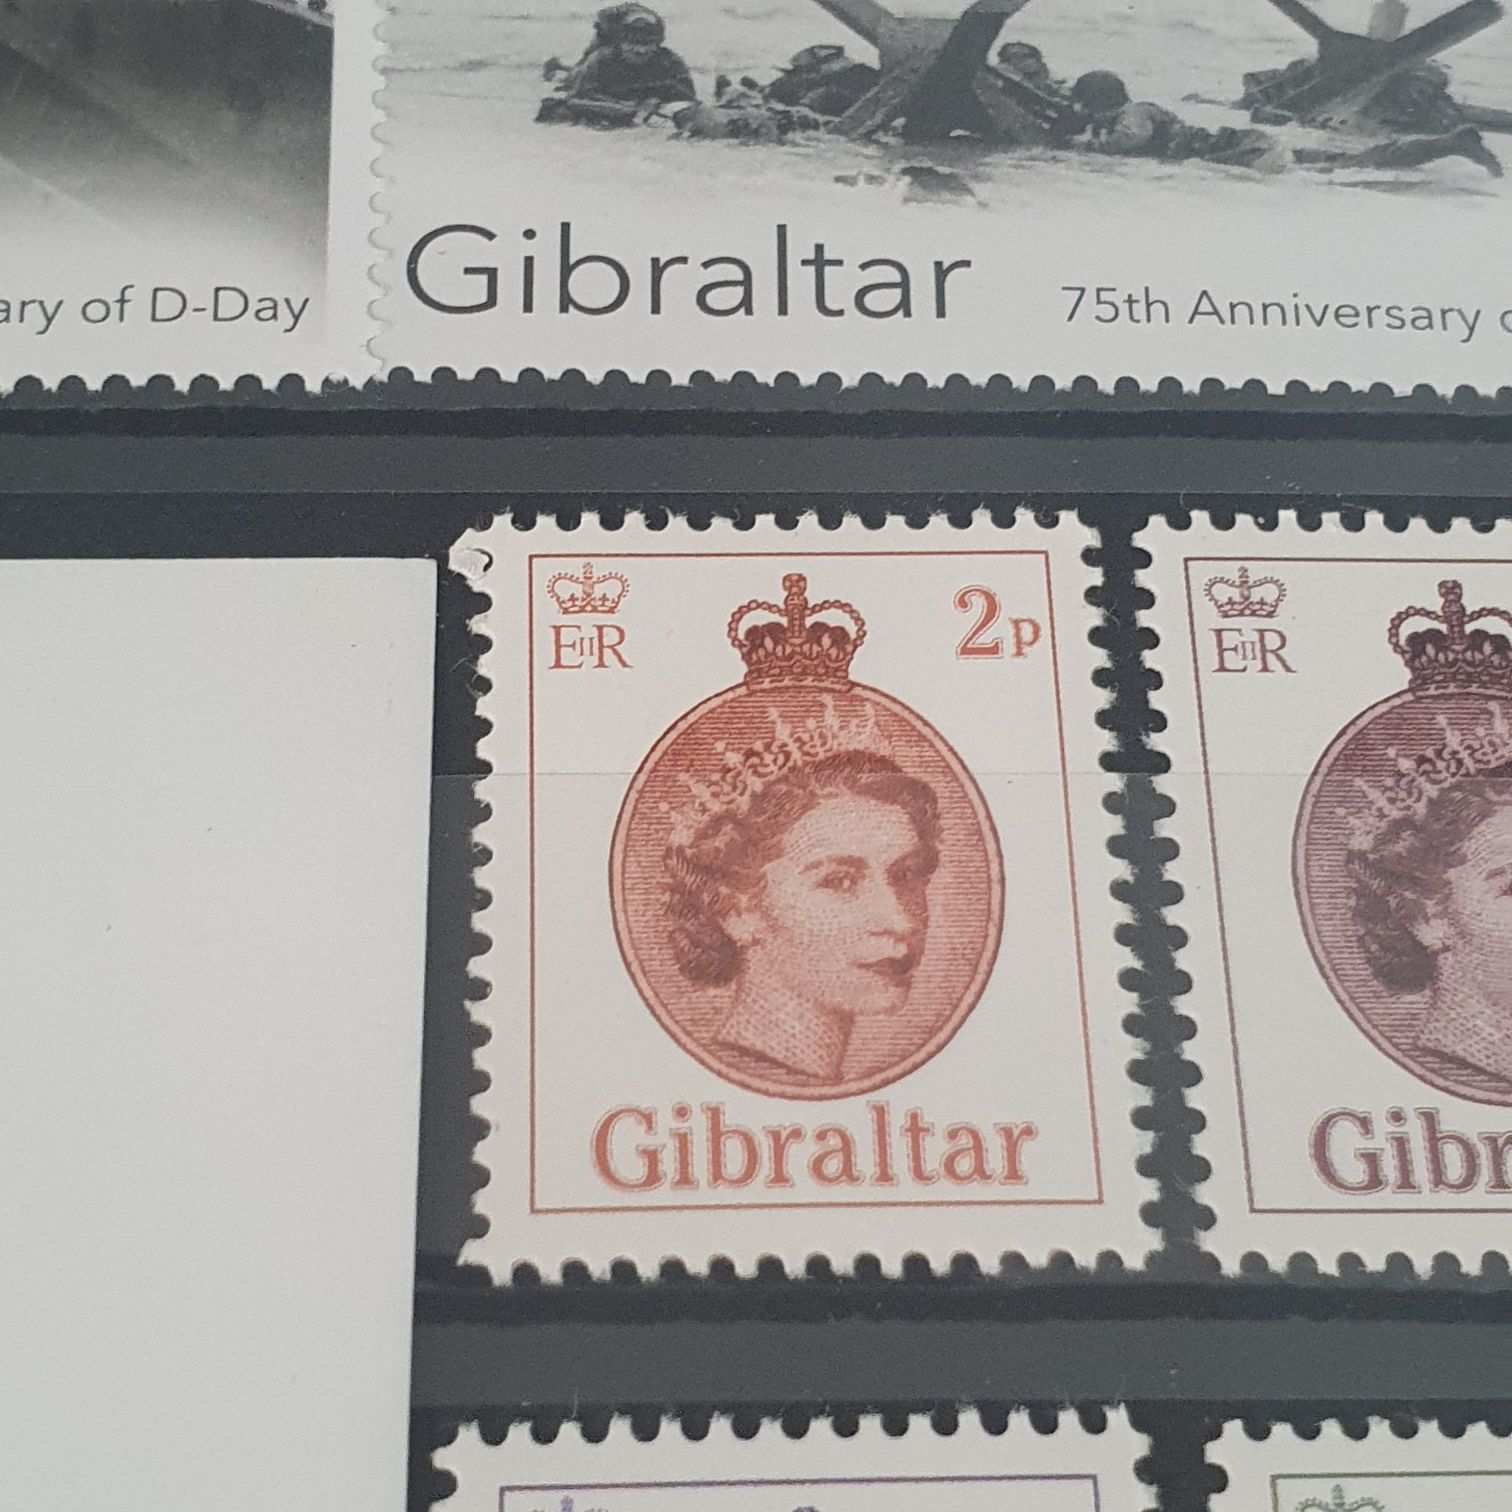 ary of D-Day
Gibraltar
75th Anniversary
EIIR
2p
Gibraltar
EIIR
Gibr